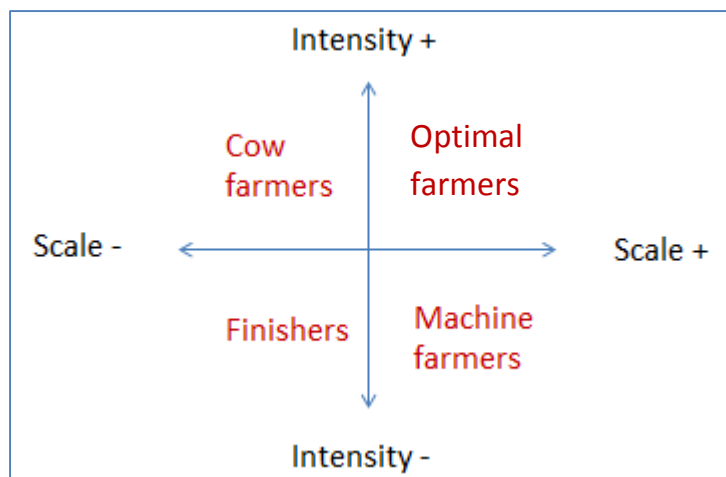 Intensity +
Cow
farmers
Optimal
farmers
Scale -
Scale +
Finishers
Machine
farmers
Intensity -